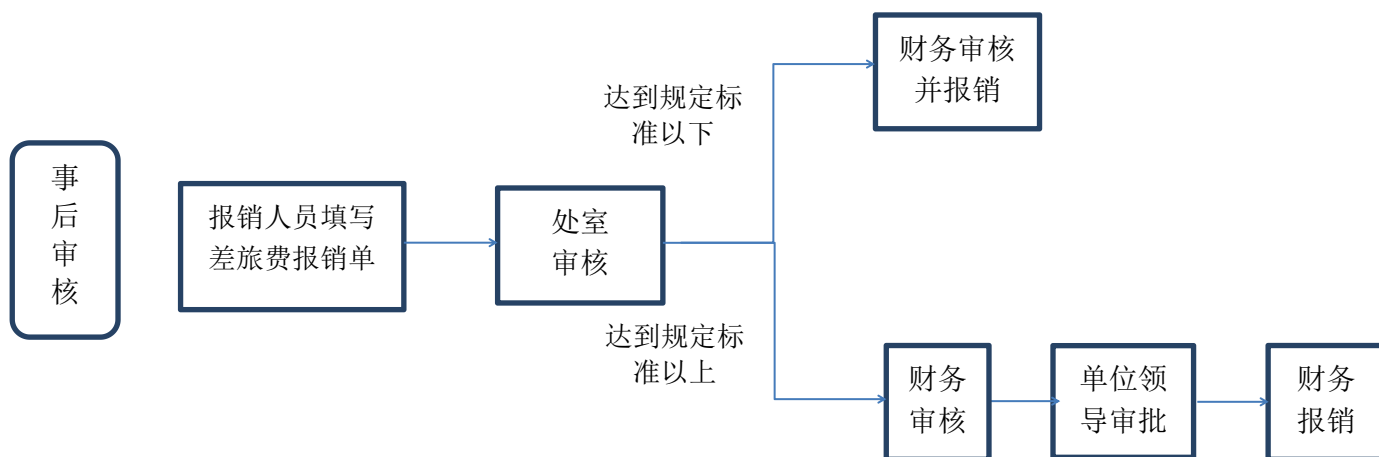 事
后
审
核
报销人员填写
差旅费报销单
处室
审核
达到规定标
准以下
财务审核
并报销
达到规定标
准以上
财务
审核
单位领
导审批
财务
报销